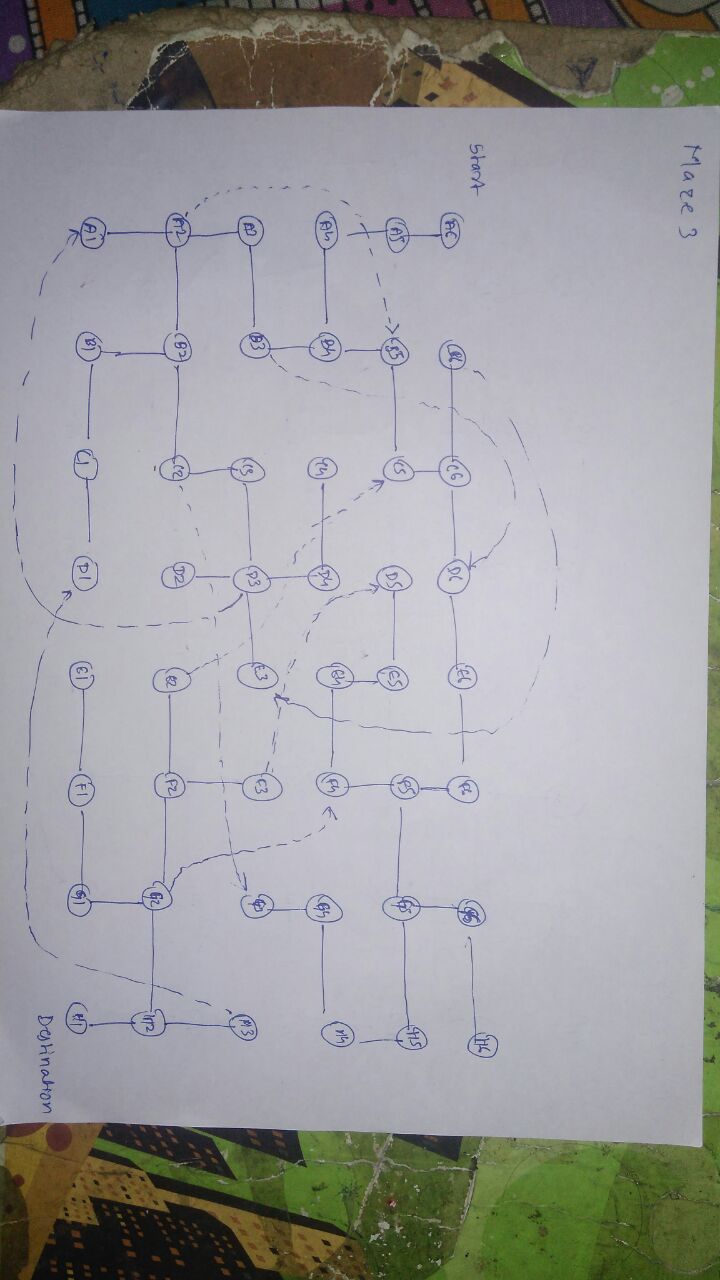 Maze 3
Start
A6 B6 C6 D6 E6 F6 G6 H6
A5 B5 C5 D5 E5 F5 G5 H5
A4 B4 C4 D4 E4 F4 G4 H4
A3 B3 C3 D3 E3 F3 G3 H3
A2 B2 C2 D2 E2 F2 G2 H2
A1 B1 C1 D1 E1 F1 G1 H1
Destination